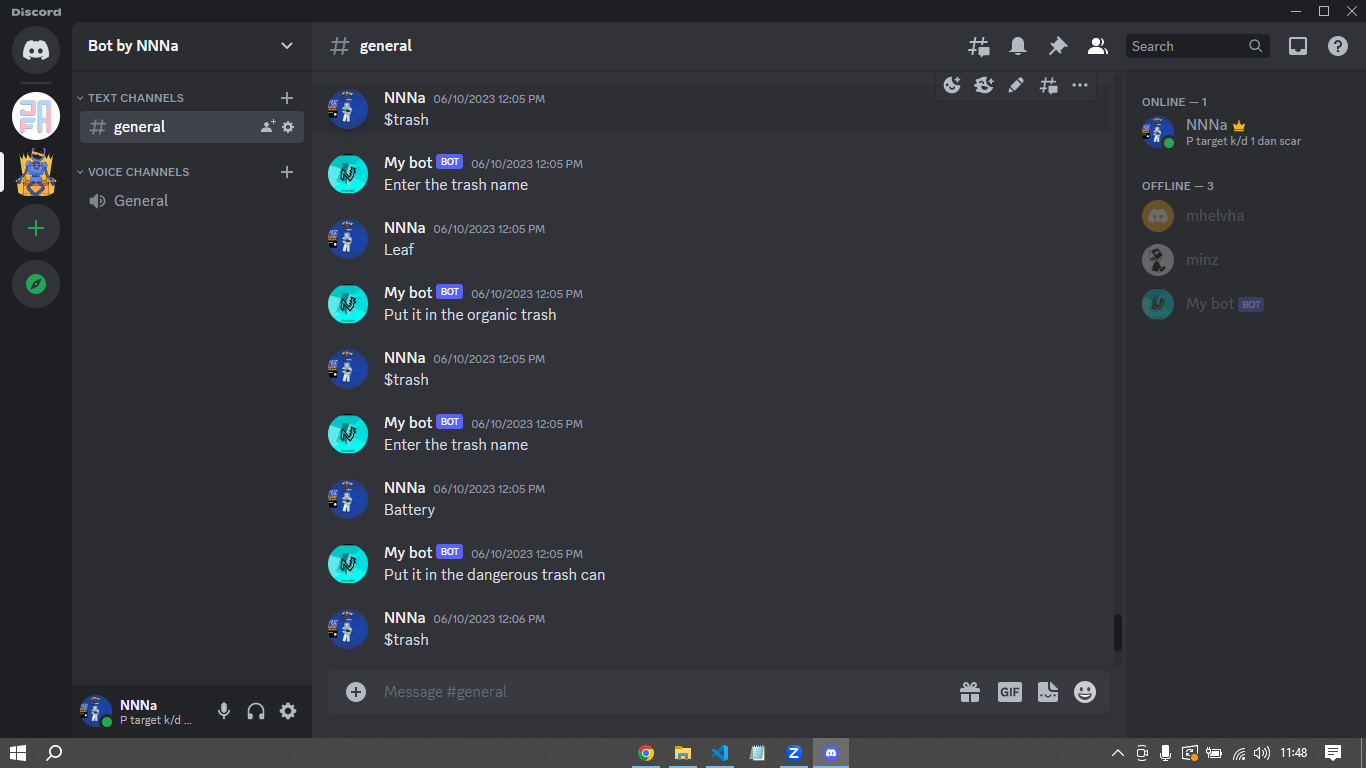 Discord
Bot by NNNa
general
Search
TEXT CHANNELS
general
VOICE CHANNELS
General
NNNa 06/10/2023 12:05 PM
$trash
My bot BOT 06/10/2023 12:05 PM
Enter the trash name
NNNa 06/10/2023 12:05 PM
Leaf
My bot BOT 06/10/2023 12:05 PM
Put it in the organic trash
NNNa 06/10/2023 12:05 PM
$trash
My bot BOT 06/10/2023 12:05 PM
Enter the trash name
NNNa 06/10/2023 12:05 PM
Battery
My bot BOT 06/10/2023 12:05 PM
Put it in the dangerous trash can
NNNa 06/10/2023 12:06 PM
$trash
Message #general
GIF
ONLINE — 1
NNNa
P target k/d 1 dan scar
OFFLINE — 3
mhelvha
minz
My bot BOT
NNNa
P target k/d ...
11:48